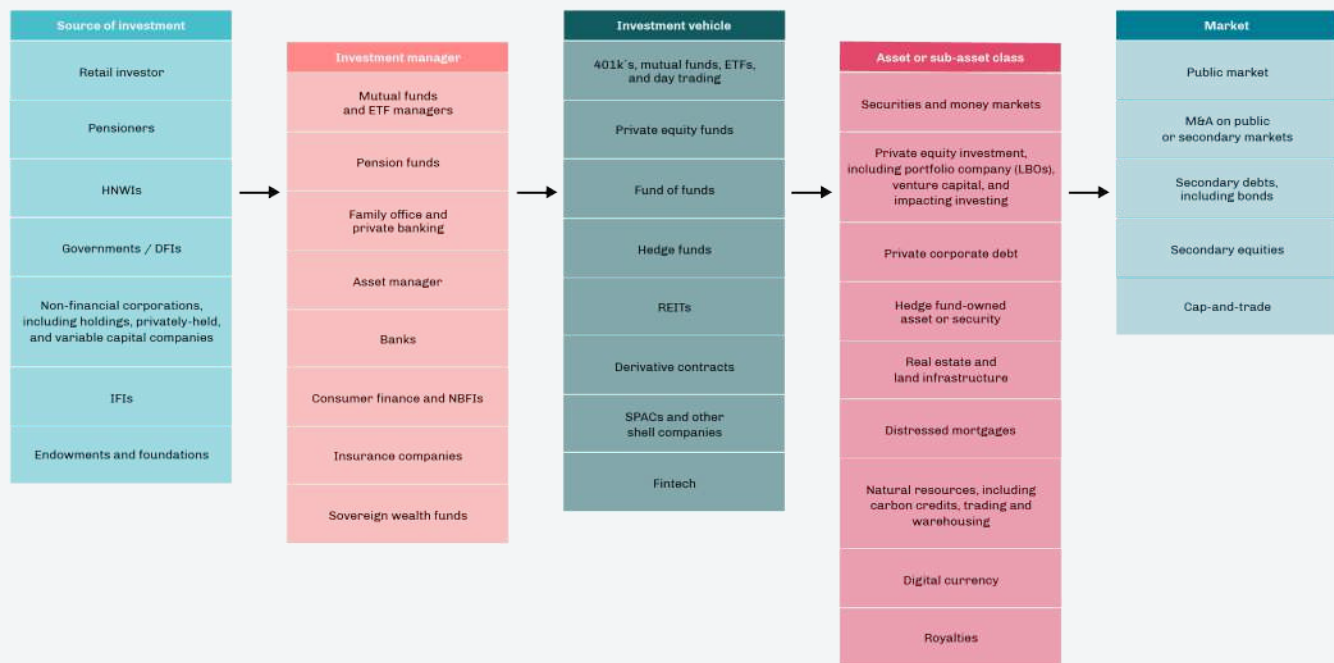 Source of investment
Retail investor
Pensioners
HNWIs
Governments / DFIs
Non-financial corporations,
including holdings, privately-held,
and variable capital companies
IFIs
Endowments and foundations
Investment manager
Mutual funds
and ETF managers
Pension funds
Family office and
private banking
Asset manager
Banks
Consumer finance and NBFIs
Insurance companies
Sovereign wealth funds
Investment vehicle
401k´s, mutual funds, ETFs,
and day trading
Private equity funds
Fund of funds
Hedge funds
REITs
Derivative contracts
SPACs and other
shell companies
Fintech
Asset or sub-asset class
Securities and money markets
Private equity investment,
including portfolio company (LBOs),
venture capital, and
impacting investing
Private corporate debt
Hedge fund-owned
asset or security
Real estate and
land infrastructure
Distressed mortgages
Natural resources, including
carbon credits, trading and
warehousing
Digital currency
Royalties
Market
Public market
M&A on public
or secondary markets
Secondary debts,
including bonds
Secondary equities
Cap-and-trade